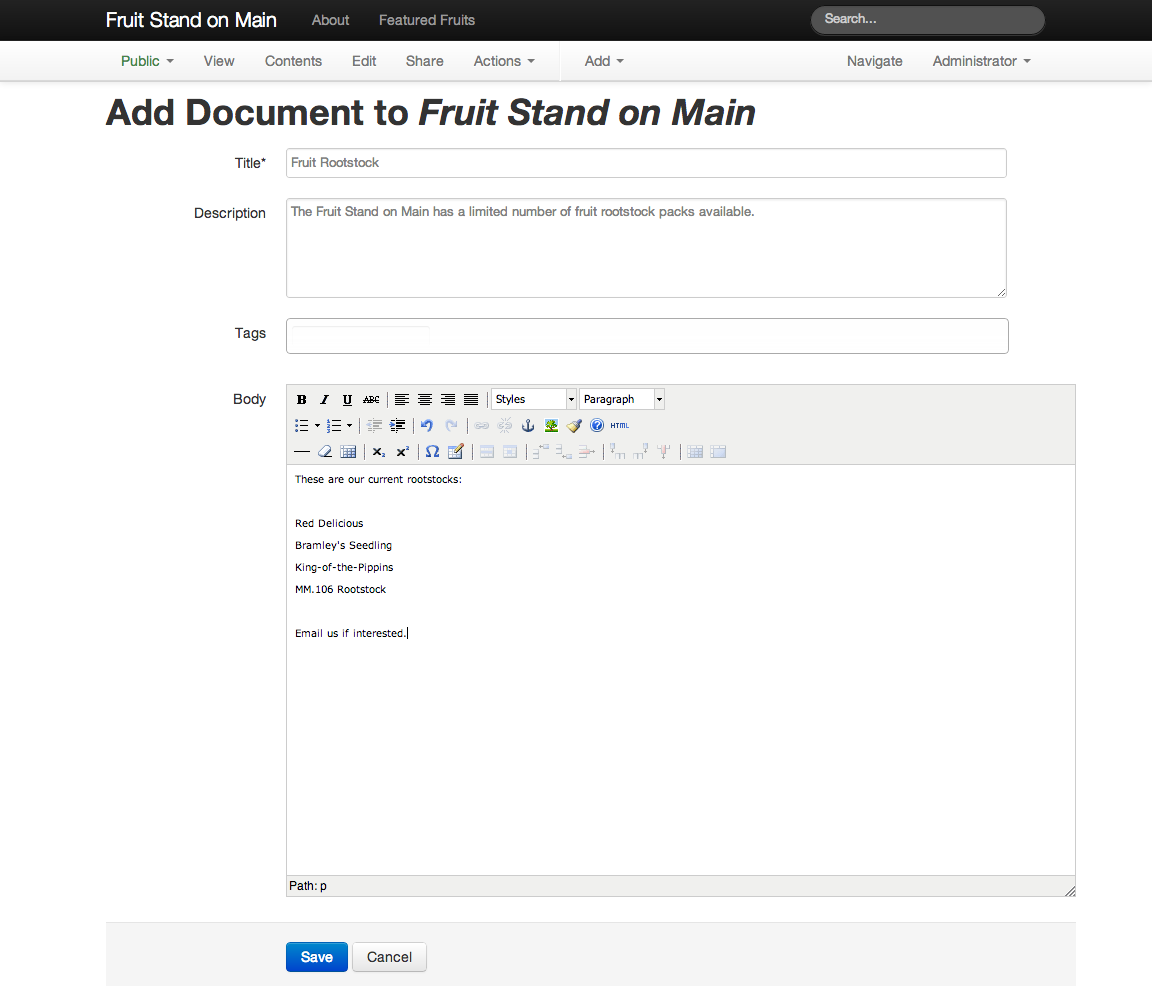 Fruit Stand on Main About Featured Fruits Search...
Public View Contents Edit Share Actions Add Navigate Administrator
Add Document to Fruit Stand on Main
Title* Fruit Rootstock
Description The Fruit Stand on Main has a limited number of fruit rootstock packs available.
Tags
Body B I U ABC Styles Paragraph
HTML
x₂ x² Ω
These are our current rootstocks:
Red Delicious
Bramley's Seedling
King-of-the-Pippins
MM.106 Rootstock
Email us if interested.
Path: p
Save Cancel